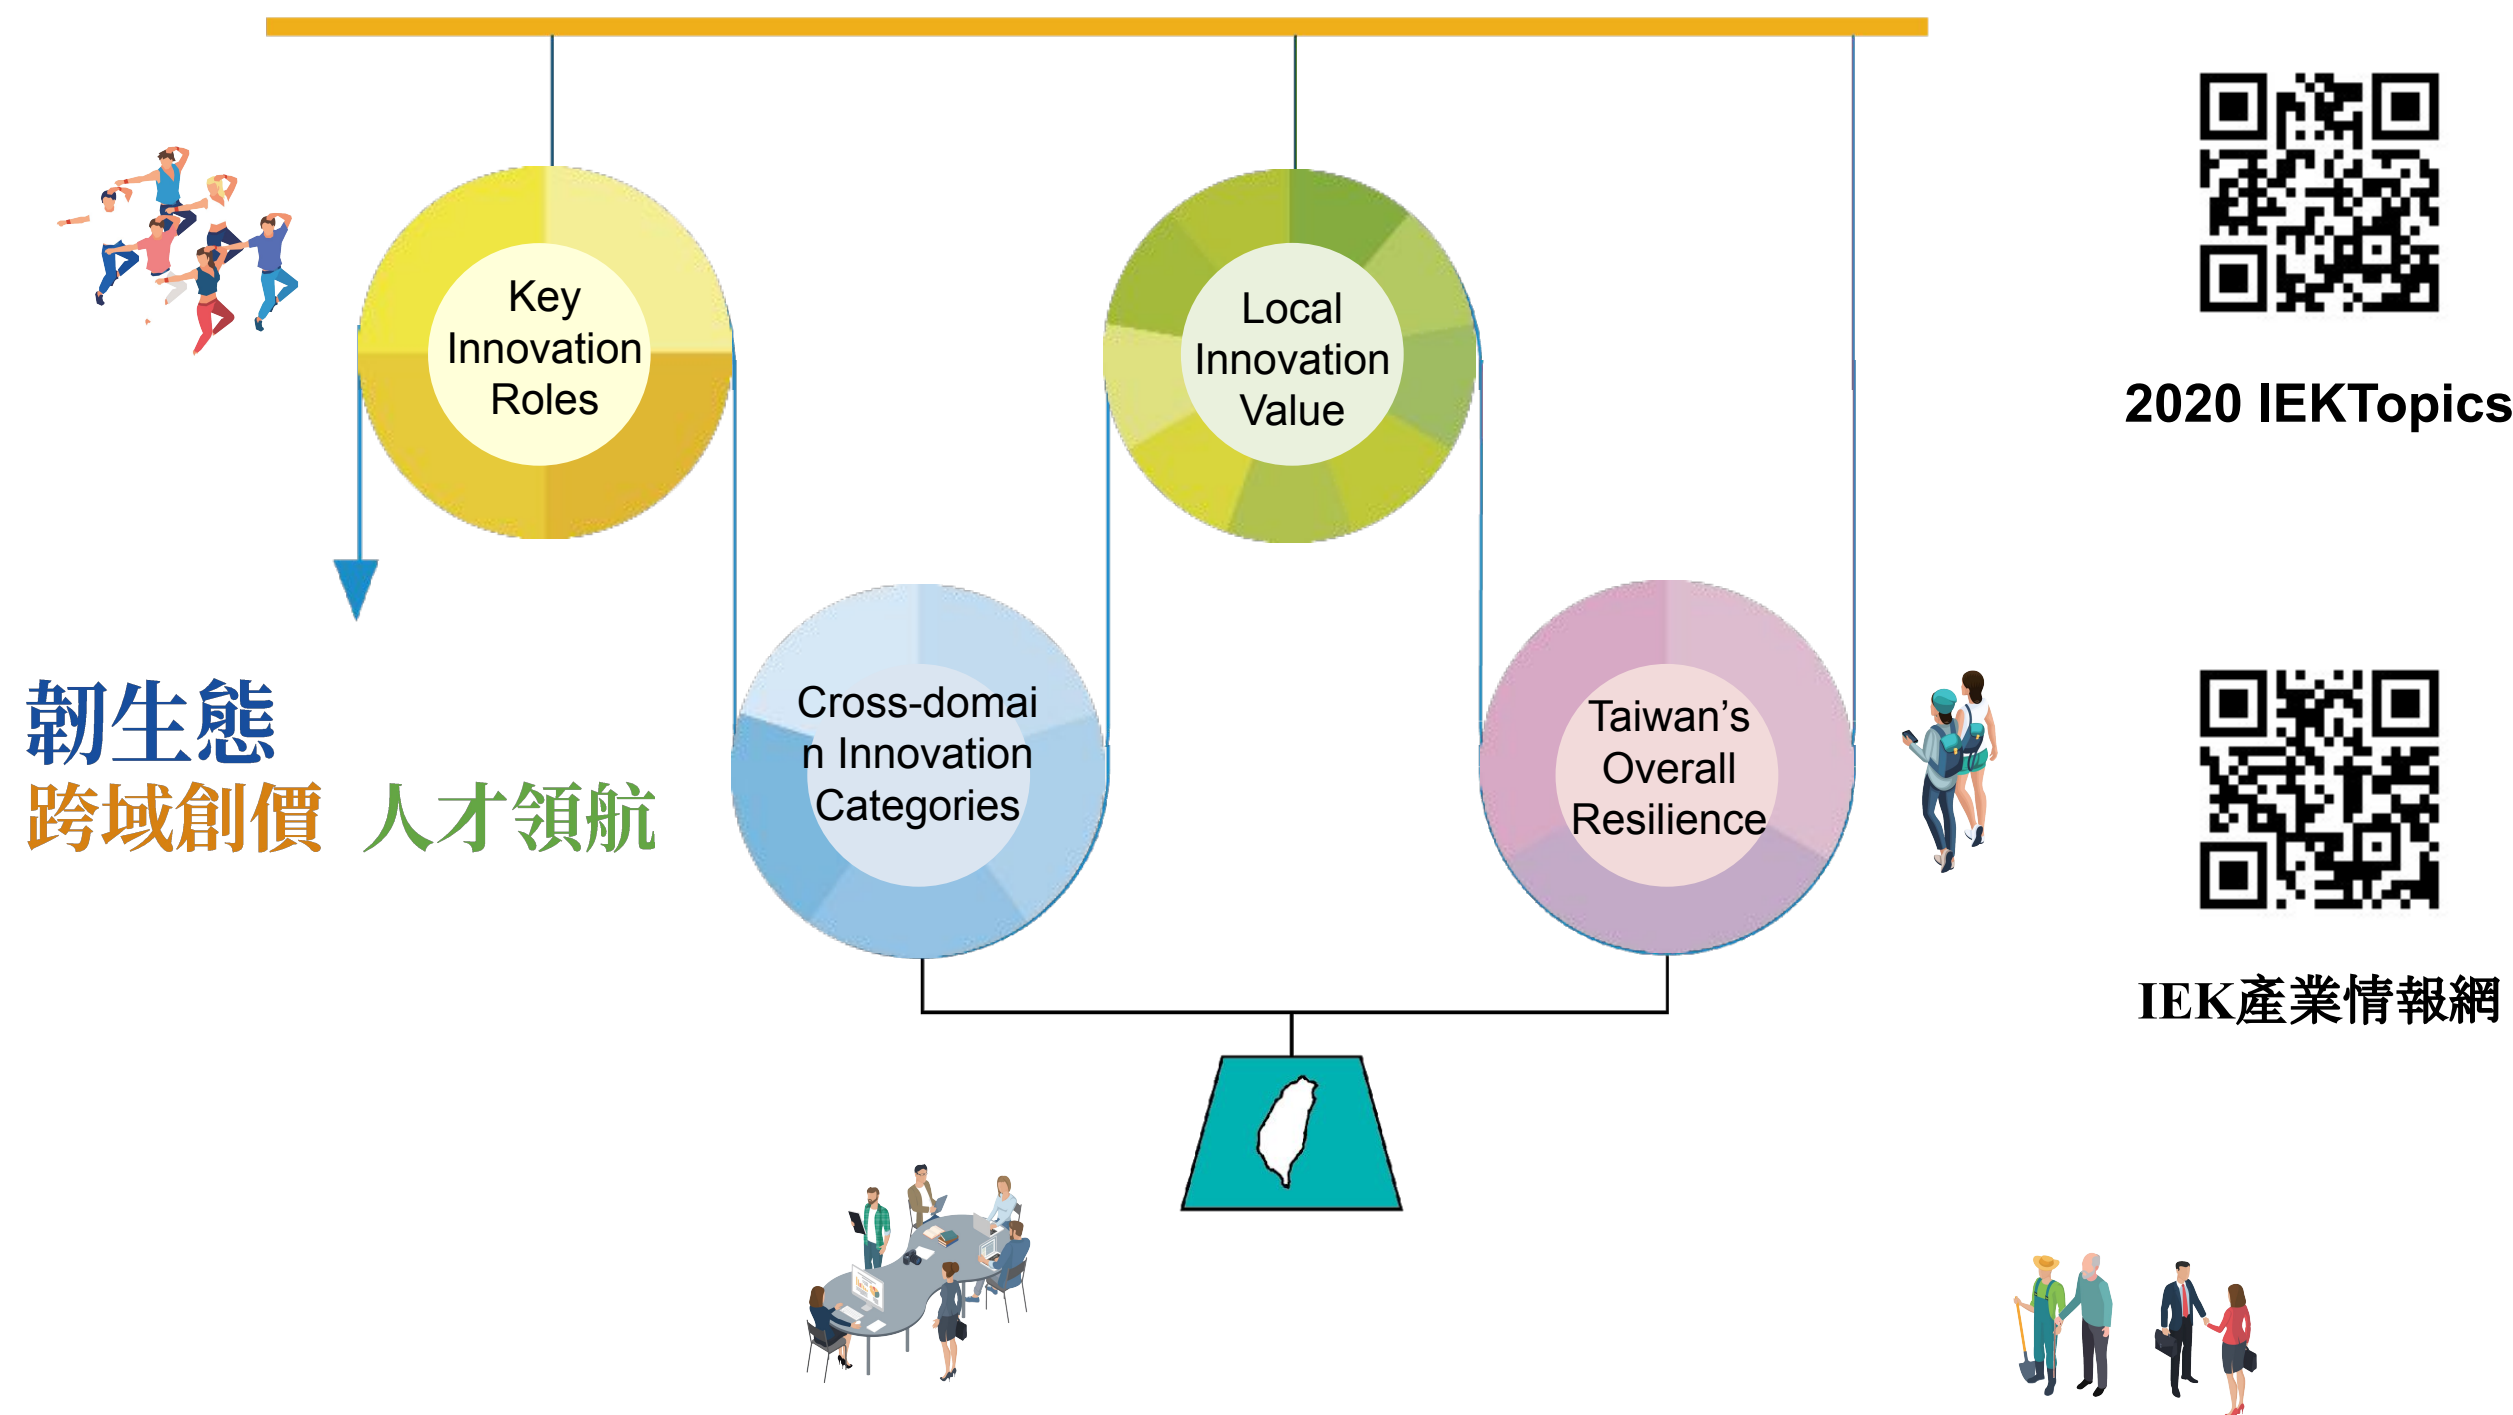 Key
Innovation
Roles
Local
Innovation
Value
2020 IEKTopics
韌生態
跨域創價 人才領航
Cross-domai
n Innovation
Categories
Taiwan’s
Overall
Resilience
IEK產業情報網